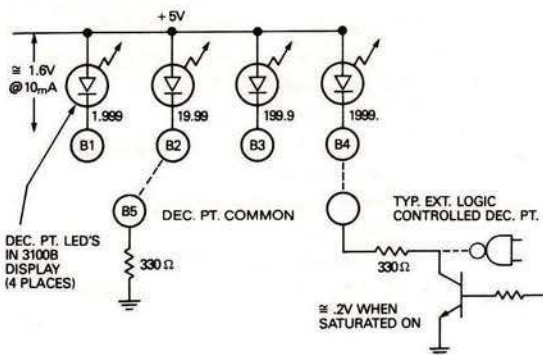 +5V
≅ 1.6V
@10mA
1.999
19.99
199.9
1999.
B1
B2
B3
B4
B5
DEC. PT. COMMON
TYP. EXT. LOGIC
CONTROLLED DEC. PT.
DEC. PT. LED'S
IN 3100B
DISPLAY
(4 PLACES)
330Ω
330Ω
≅ .2V WHEN
SATURATED ON